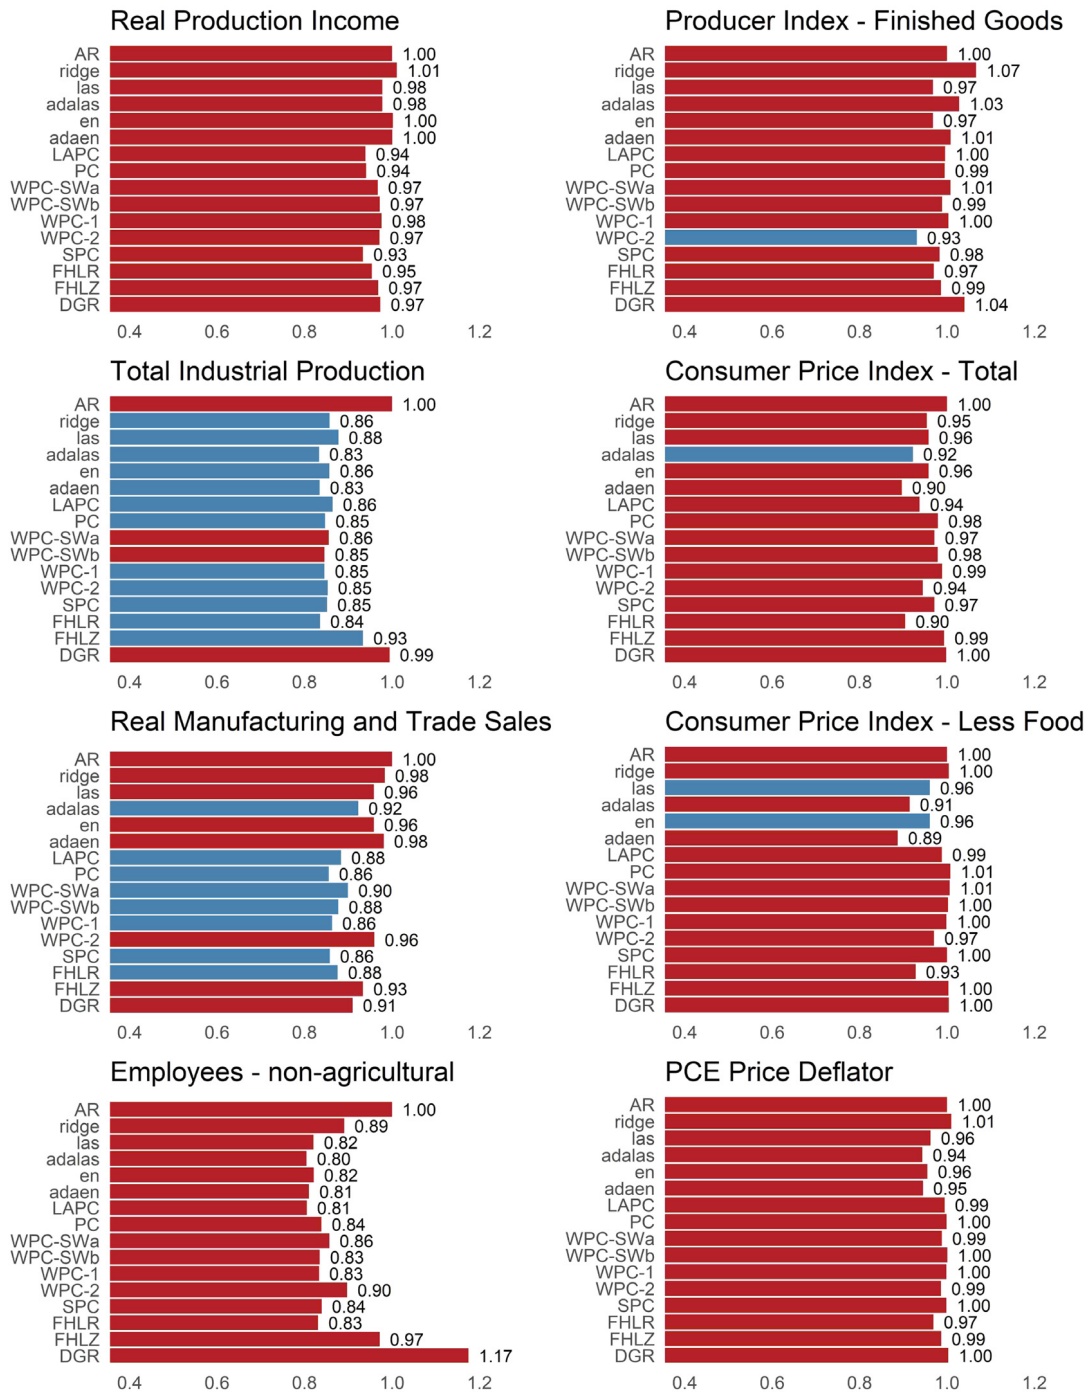 Real Production Income
AR 1.00
ridge 1.01
las 0.98
adalas 0.98
en 1.00
adaen 1.00
LAPC 0.94
PC 0.94
WPC-SWa 0.97
WPC-SWb 0.97
WPC-1 0.98
WPC-2 0.97
SPC 0.93
FHLR 0.95
FHLZ 0.97
DGR 0.97
0.4 0.6 0.8 1.0 1.2
Producer Index - Finished Goods
AR 1.00
ridge 1.07
las 0.97
adalas 1.03
en 0.97
adaen 1.01
LAPC 1.00
PC 0.99
WPC-SWa 1.01
WPC-SWb 0.99
WPC-1 1.00
WPC-2 0.93
SPC 0.98
FHLR 0.97
FHLZ 0.99
DGR 1.04
0.4 0.6 0.8 1.0 1.2
Total Industrial Production
AR 1.00
ridge 0.86
las 0.88
adalas 0.83
en 0.86
adaen 0.83
LAPC 0.86
PC 0.85
WPC-SWa 0.86
WPC-SWb 0.85
WPC-1 0.85
WPC-2 0.85
SPC 0.85
FHLR 0.84
FHLZ 0.93
DGR 0.99
0.4 0.6 0.8 1.0 1.2
Consumer Price Index - Total
AR 1.00
ridge 0.95
las 0.96
adalas 0.92
en 0.96
adaen 0.90
LAPC 0.94
PC 0.98
WPC-SWa 0.97
WPC-SWb 0.98
WPC-1 0.99
WPC-2 0.94
SPC 0.97
FHLR 0.90
FHLZ 0.99
DGR 1.00
0.4 0.6 0.8 1.0 1.2
Real Manufacturing and Trade Sales
AR 1.00
ridge 0.98
las 0.96
adalas 0.92
en 0.96
adaen 0.98
LAPC 0.88
PC 0.86
WPC-SWa 0.90
WPC-SWb 0.88
WPC-1 0.86
WPC-2 0.96
SPC 0.86
FHLR 0.88
FHLZ 0.93
DGR 0.91
0.4 0.6 0.8 1.0 1.2
Consumer Price Index - Less Food
AR 1.00
ridge 1.00
las 0.96
adalas 0.91
en 0.96
adaen 0.89
LAPC 0.99
PC 1.01
WPC-SWa 1.01
WPC-SWb 1.00
WPC-1 1.00
WPC-2 0.97
SPC 1.00
FHLR 0.93
FHLZ 1.00
DGR 1.00
0.4 0.6 0.8 1.0 1.2
Employees - non-agricultural
AR 1.00
ridge 0.89
las 0.82
adalas 0.80
en 0.82
adaen 0.81
LAPC 0.81
PC 0.84
WPC-SWa 0.86
WPC-SWb 0.83
WPC-1 0.83
WPC-2 0.90
SPC 0.84
FHLR 0.83
FHLZ 0.97
DGR 1.17
0.4 0.6 0.8 1.0 1.2
PCE Price Deflator
AR 1.00
ridge 1.01
las 0.96
adalas 0.94
en 0.96
adaen 0.95
LAPC 0.99
PC 1.00
WPC-SWa 0.99
WPC-SWb 1.00
WPC-1 1.00
WPC-2 0.99
SPC 1.00
FHLR 0.97
FHLZ 0.99
DGR 1.00
0.4 0.6 0.8 1.0 1.2